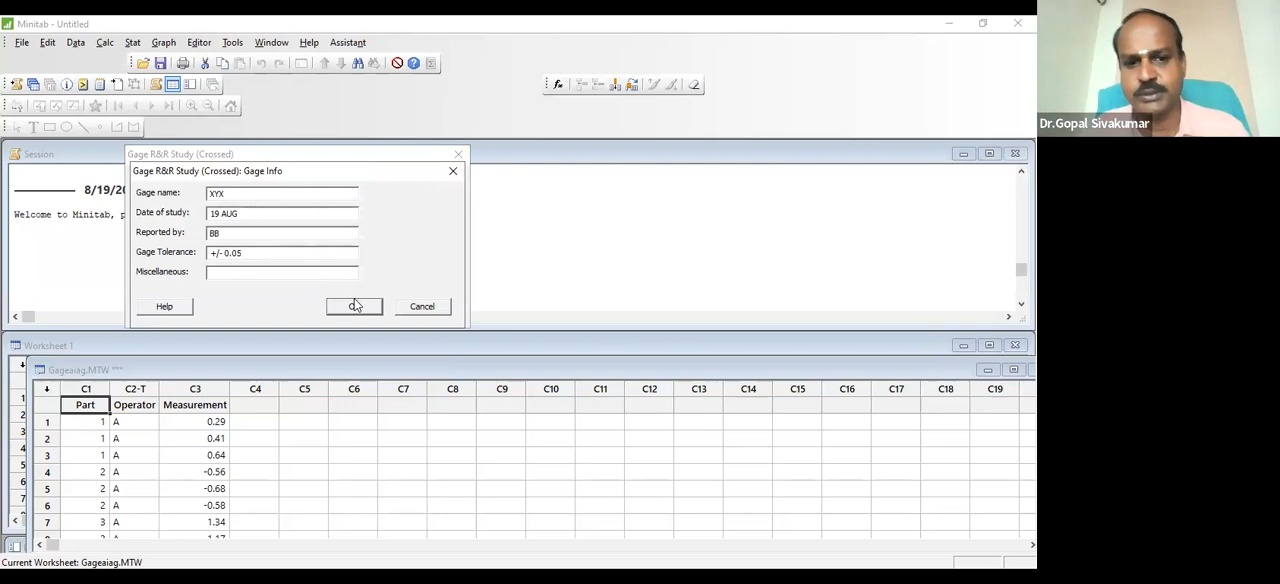 Minitab - Untitled
File Edit Data Calc Stat Graph Editor Tools Window Help Assistant
Dr.Gopal Sivakumar
Session
Gage R&R Study (Crossed)
Gage R&R Study (Crossed): Gage Info
8/19/20
Welcome to Minitab, p
Gage name: XYX
Date of study: 19 AUG
Reported by: BB
Gage Tolerance: +/- 0.05
Miscellaneous:
Help Cancel
Worksheet 1
Gageaiag.MTW ***
C1 C2-T C3 C4 C5 C6 C7 C8 C9 C10 C11 C12 C13 C14 C15 C16 C17 C18 C19
Part Operator Measurement
1 1 A 0.29
2 1 A 0.41
3 1 A 0.64
4 2 A -0.56
5 2 A -0.68
6 2 A -0.58
7 3 A 1.34
Current Worksheet: Gageaiag.MTW